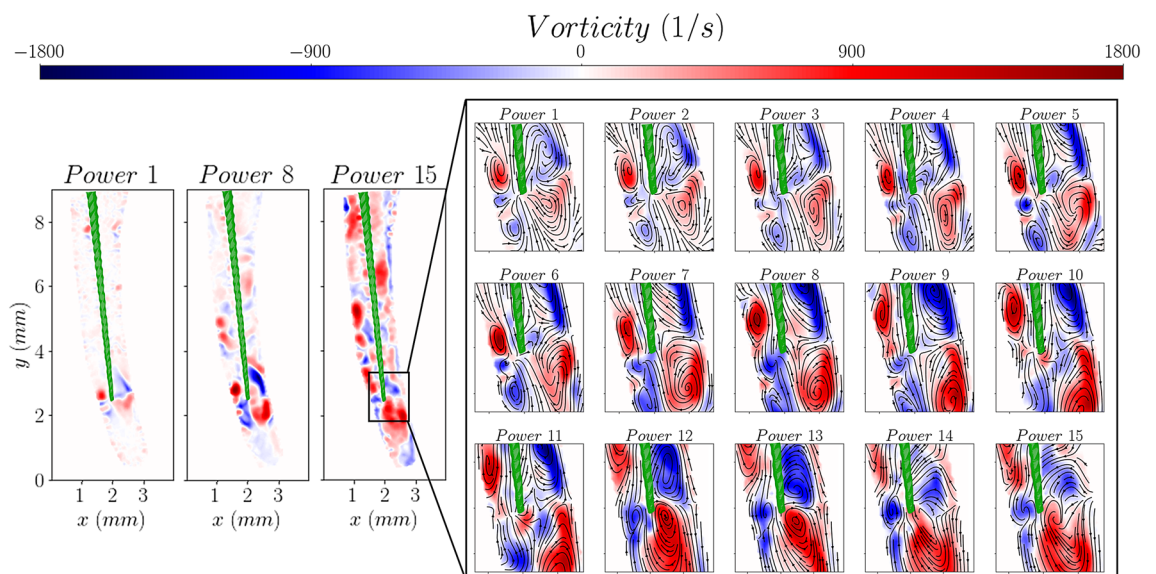 Vorticity (1/s)
−1800 −900 0 900 1800
Power 1 Power 8 Power 15
8
6
4
2
0
y (mm)
1 2 3 1 2 3 1 2 3
x (mm) x (mm) x (mm)
Power 1 Power 2 Power 3 Power 4 Power 5
Power 6 Power 7 Power 8 Power 9 Power 10
Power 11 Power 12 Power 13 Power 14 Power 15